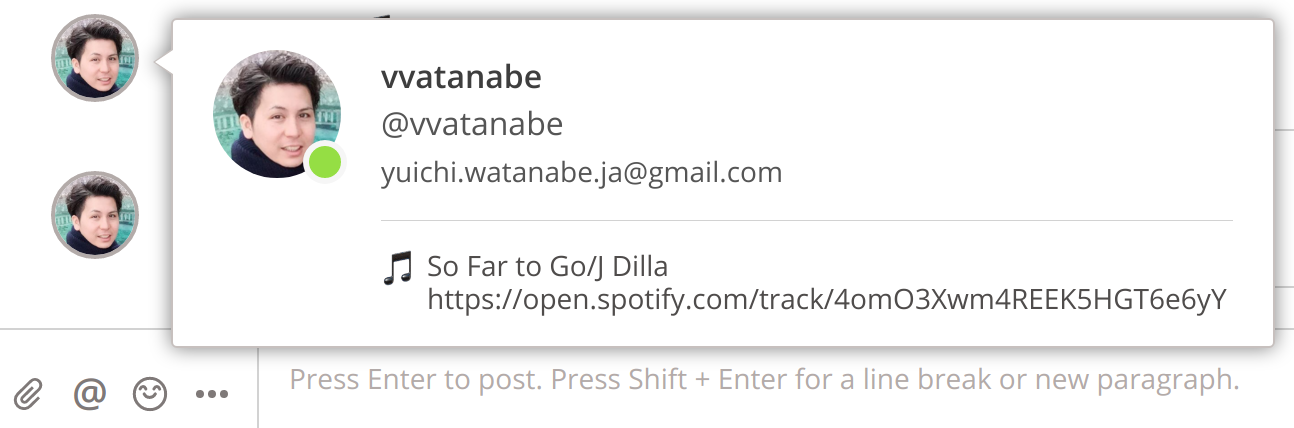 vvatanabe
@vvatanabe
yuichi.watanabe.ja@gmail.com
So Far to Go/J Dilla
https://open.spotify.com/track/4omO3Xwm4REEK5HGT6e6yY
Press Enter to post. Press Shift + Enter for a line break or new paragraph.